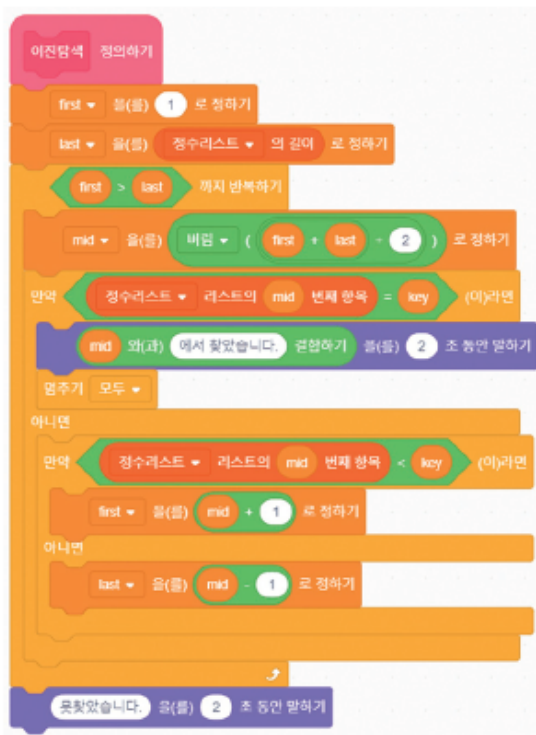 이진탐색 정의하기
first 을(를) 1 로 정하기
last 을(를) 정수리스트 의 길이 로 정하기
first > last 까지 반복하기
mid 을(를) 버림 ( first + last ÷ 2 ) 로 정하기
만약 정수리스트 리스트의 mid 번째 항목 = key (이)라면
mid 와(과) 에서 찾았습니다. 결합하기 을(를) 2 초 동안 말하기
멈추기 모두
아니면
만약 정수리스트 리스트의 mid 번째 항목 < key (이)라면
first 을(를) mid + 1 로 정하기
아니면
last 을(를) mid - 1 로 정하기
못찾았습니다. 을(를) 2 초 동안 말하기